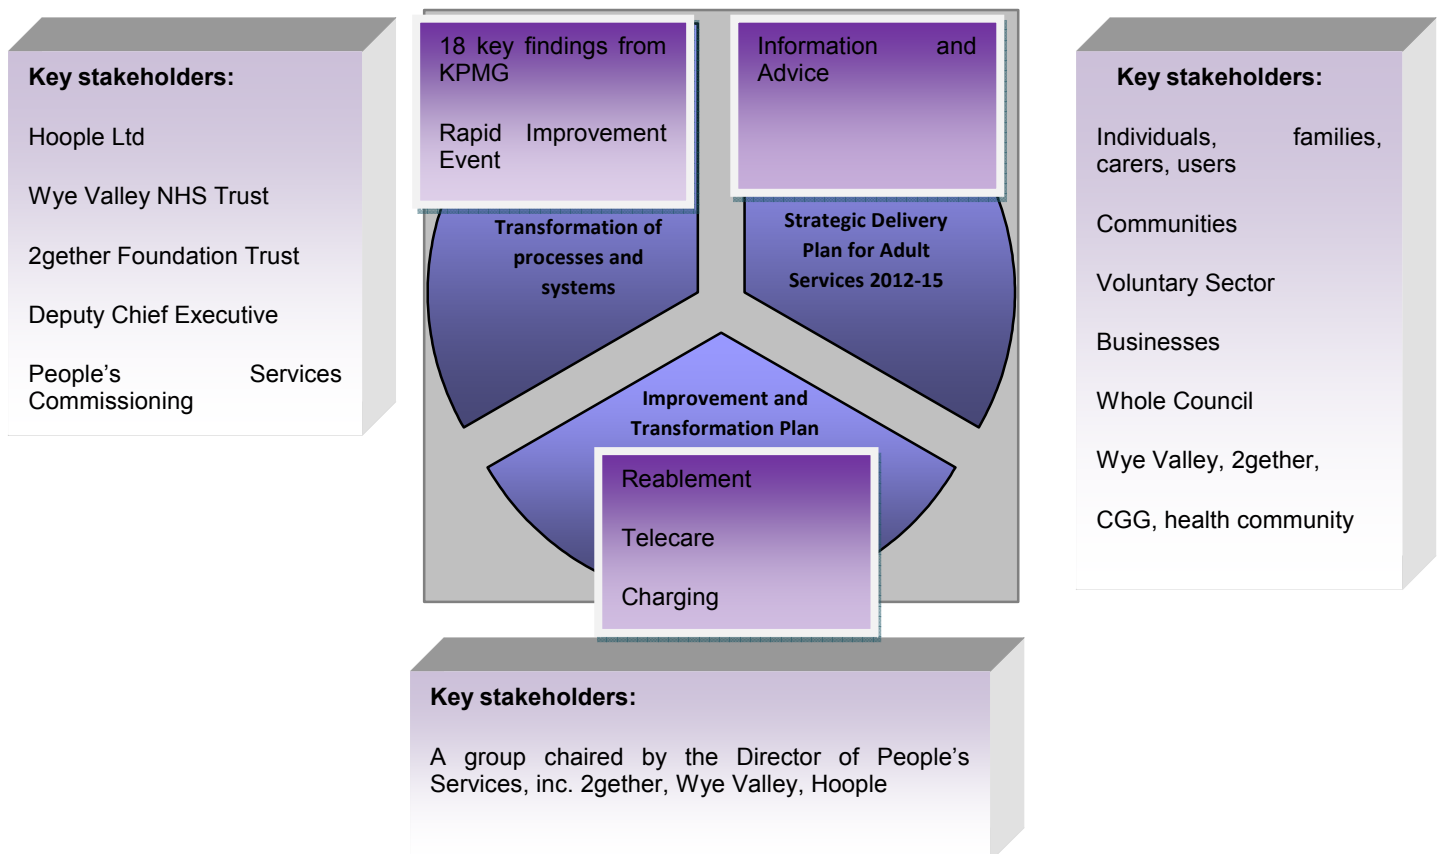 Key stakeholders:
Hoople Ltd
Wye Valley NHS Trust
2gether Foundation Trust
Deputy Chief Executive
People’s Services
Commissioning
18 key findings from
KPMG
Rapid Improvement
Event
Transformation of
processes and
systems
Information and
Advice
Strategic Delivery
Plan for Adult
Services 2012-15
Improvement and
Transformation Plan
Reablement
Telecare
Charging
Key stakeholders:
Individuals, families,
carers, users
Communities
Voluntary Sector
Businesses
Whole Council
Wye Valley, 2gether,
CGG, health community
Key stakeholders:
A group chaired by the Director of People’s
Services, inc. 2gether, Wye Valley, Hoople